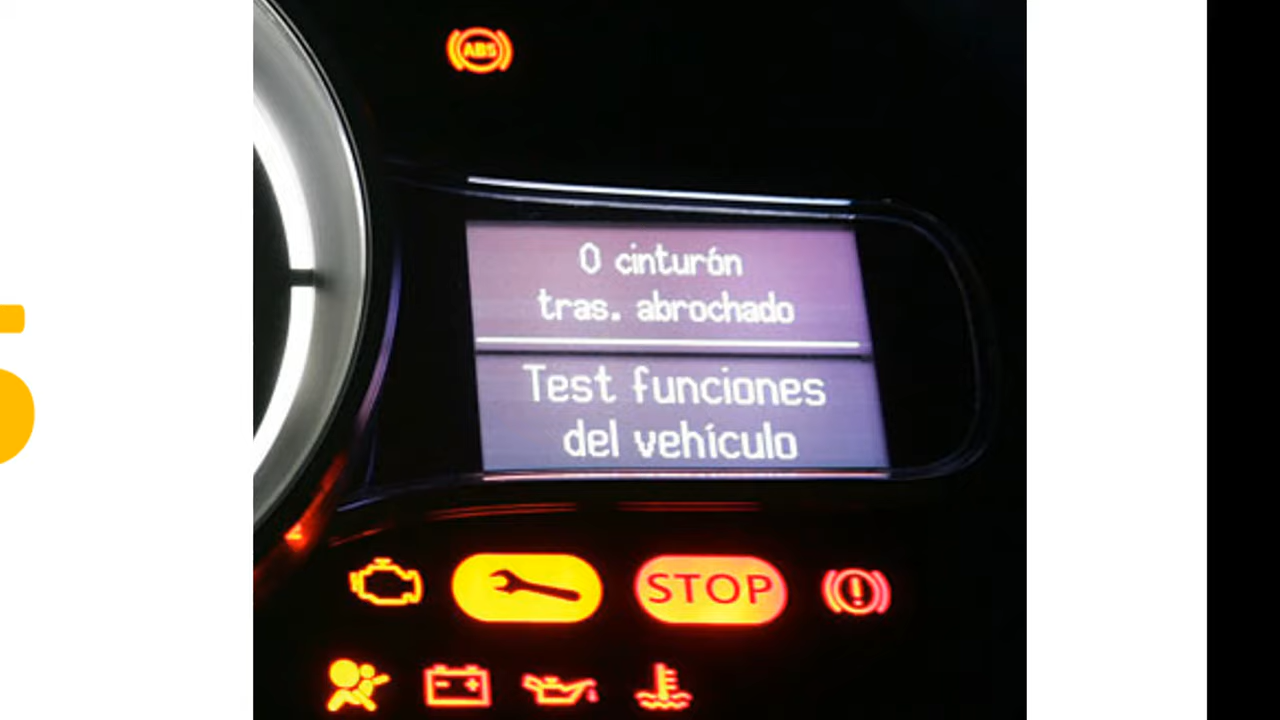 ABS
0 cinturón
tras. abrochado
Test funciones
del vehículo
STOP